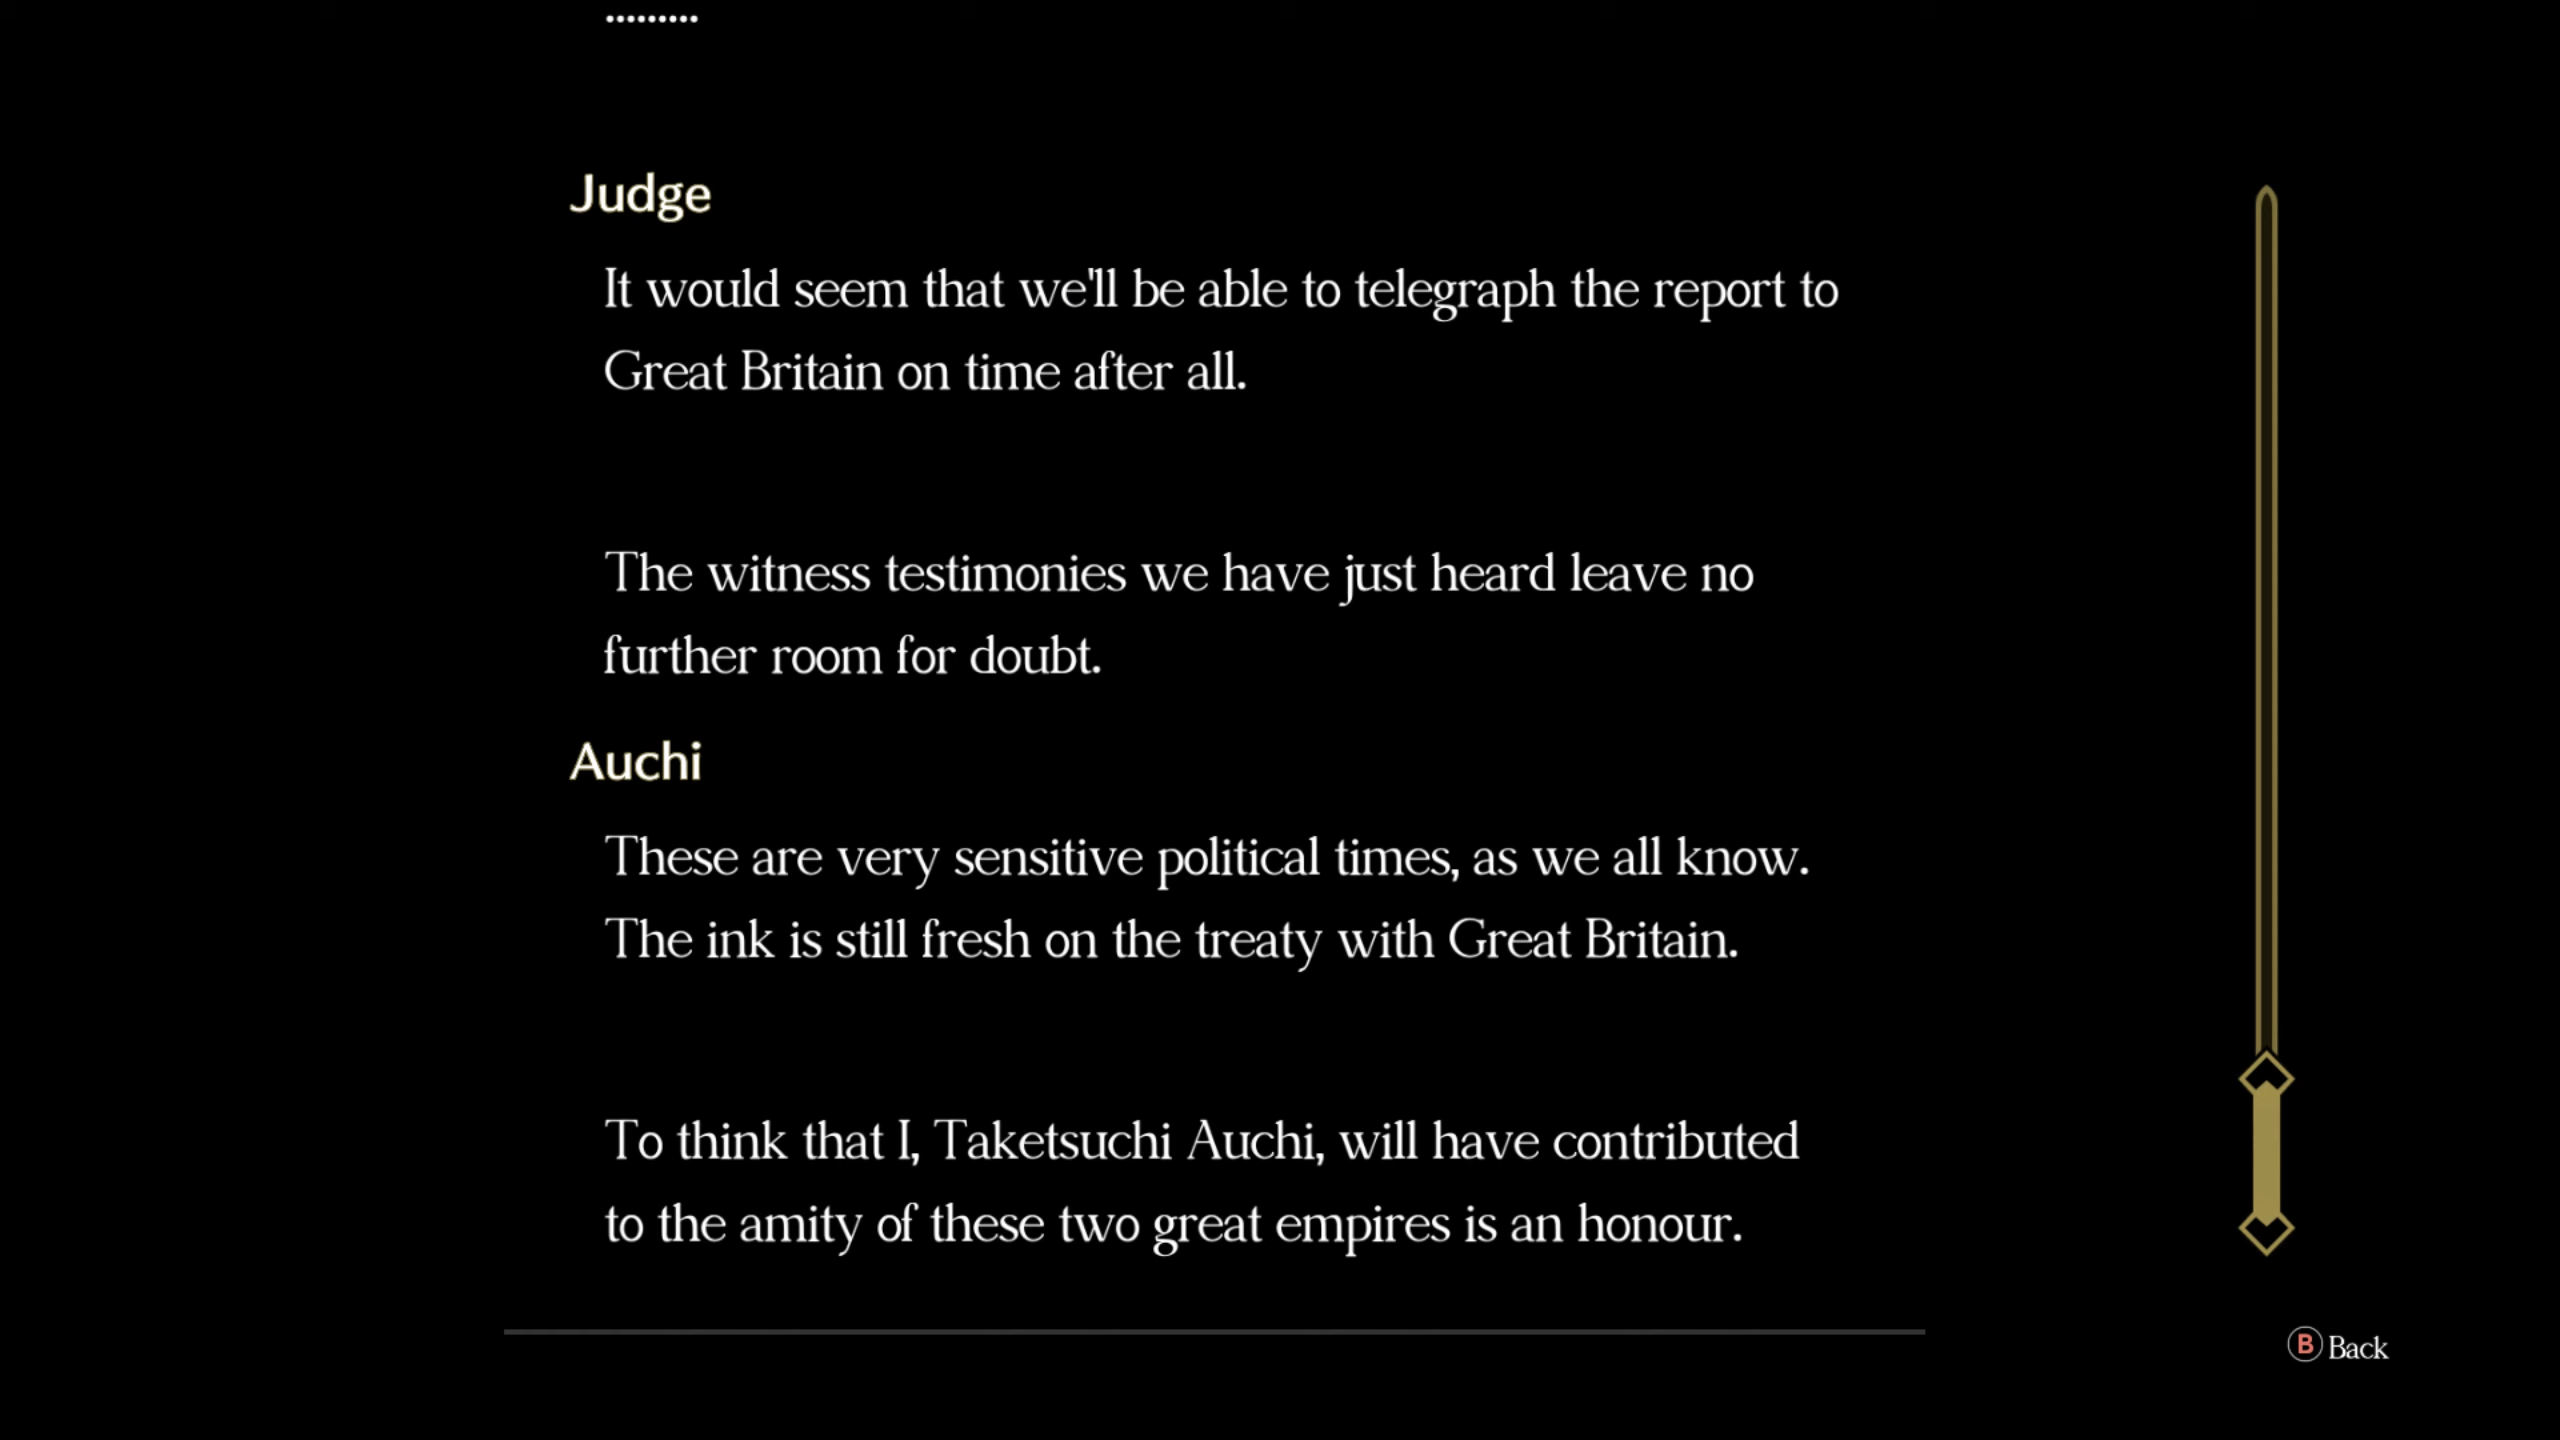 .........
Judge
It would seem that we'll be able to telegraph the report to
Great Britain on time after all.
The witness testimonies we have just heard leave no
further room for doubt.
Auchi
These are very sensitive political times, as we all know.
The ink is still fresh on the treaty with Great Britain.
To think that I, Taketsuchi Auchi, will have contributed
to the amity of these two great empires is an honour.
B Back